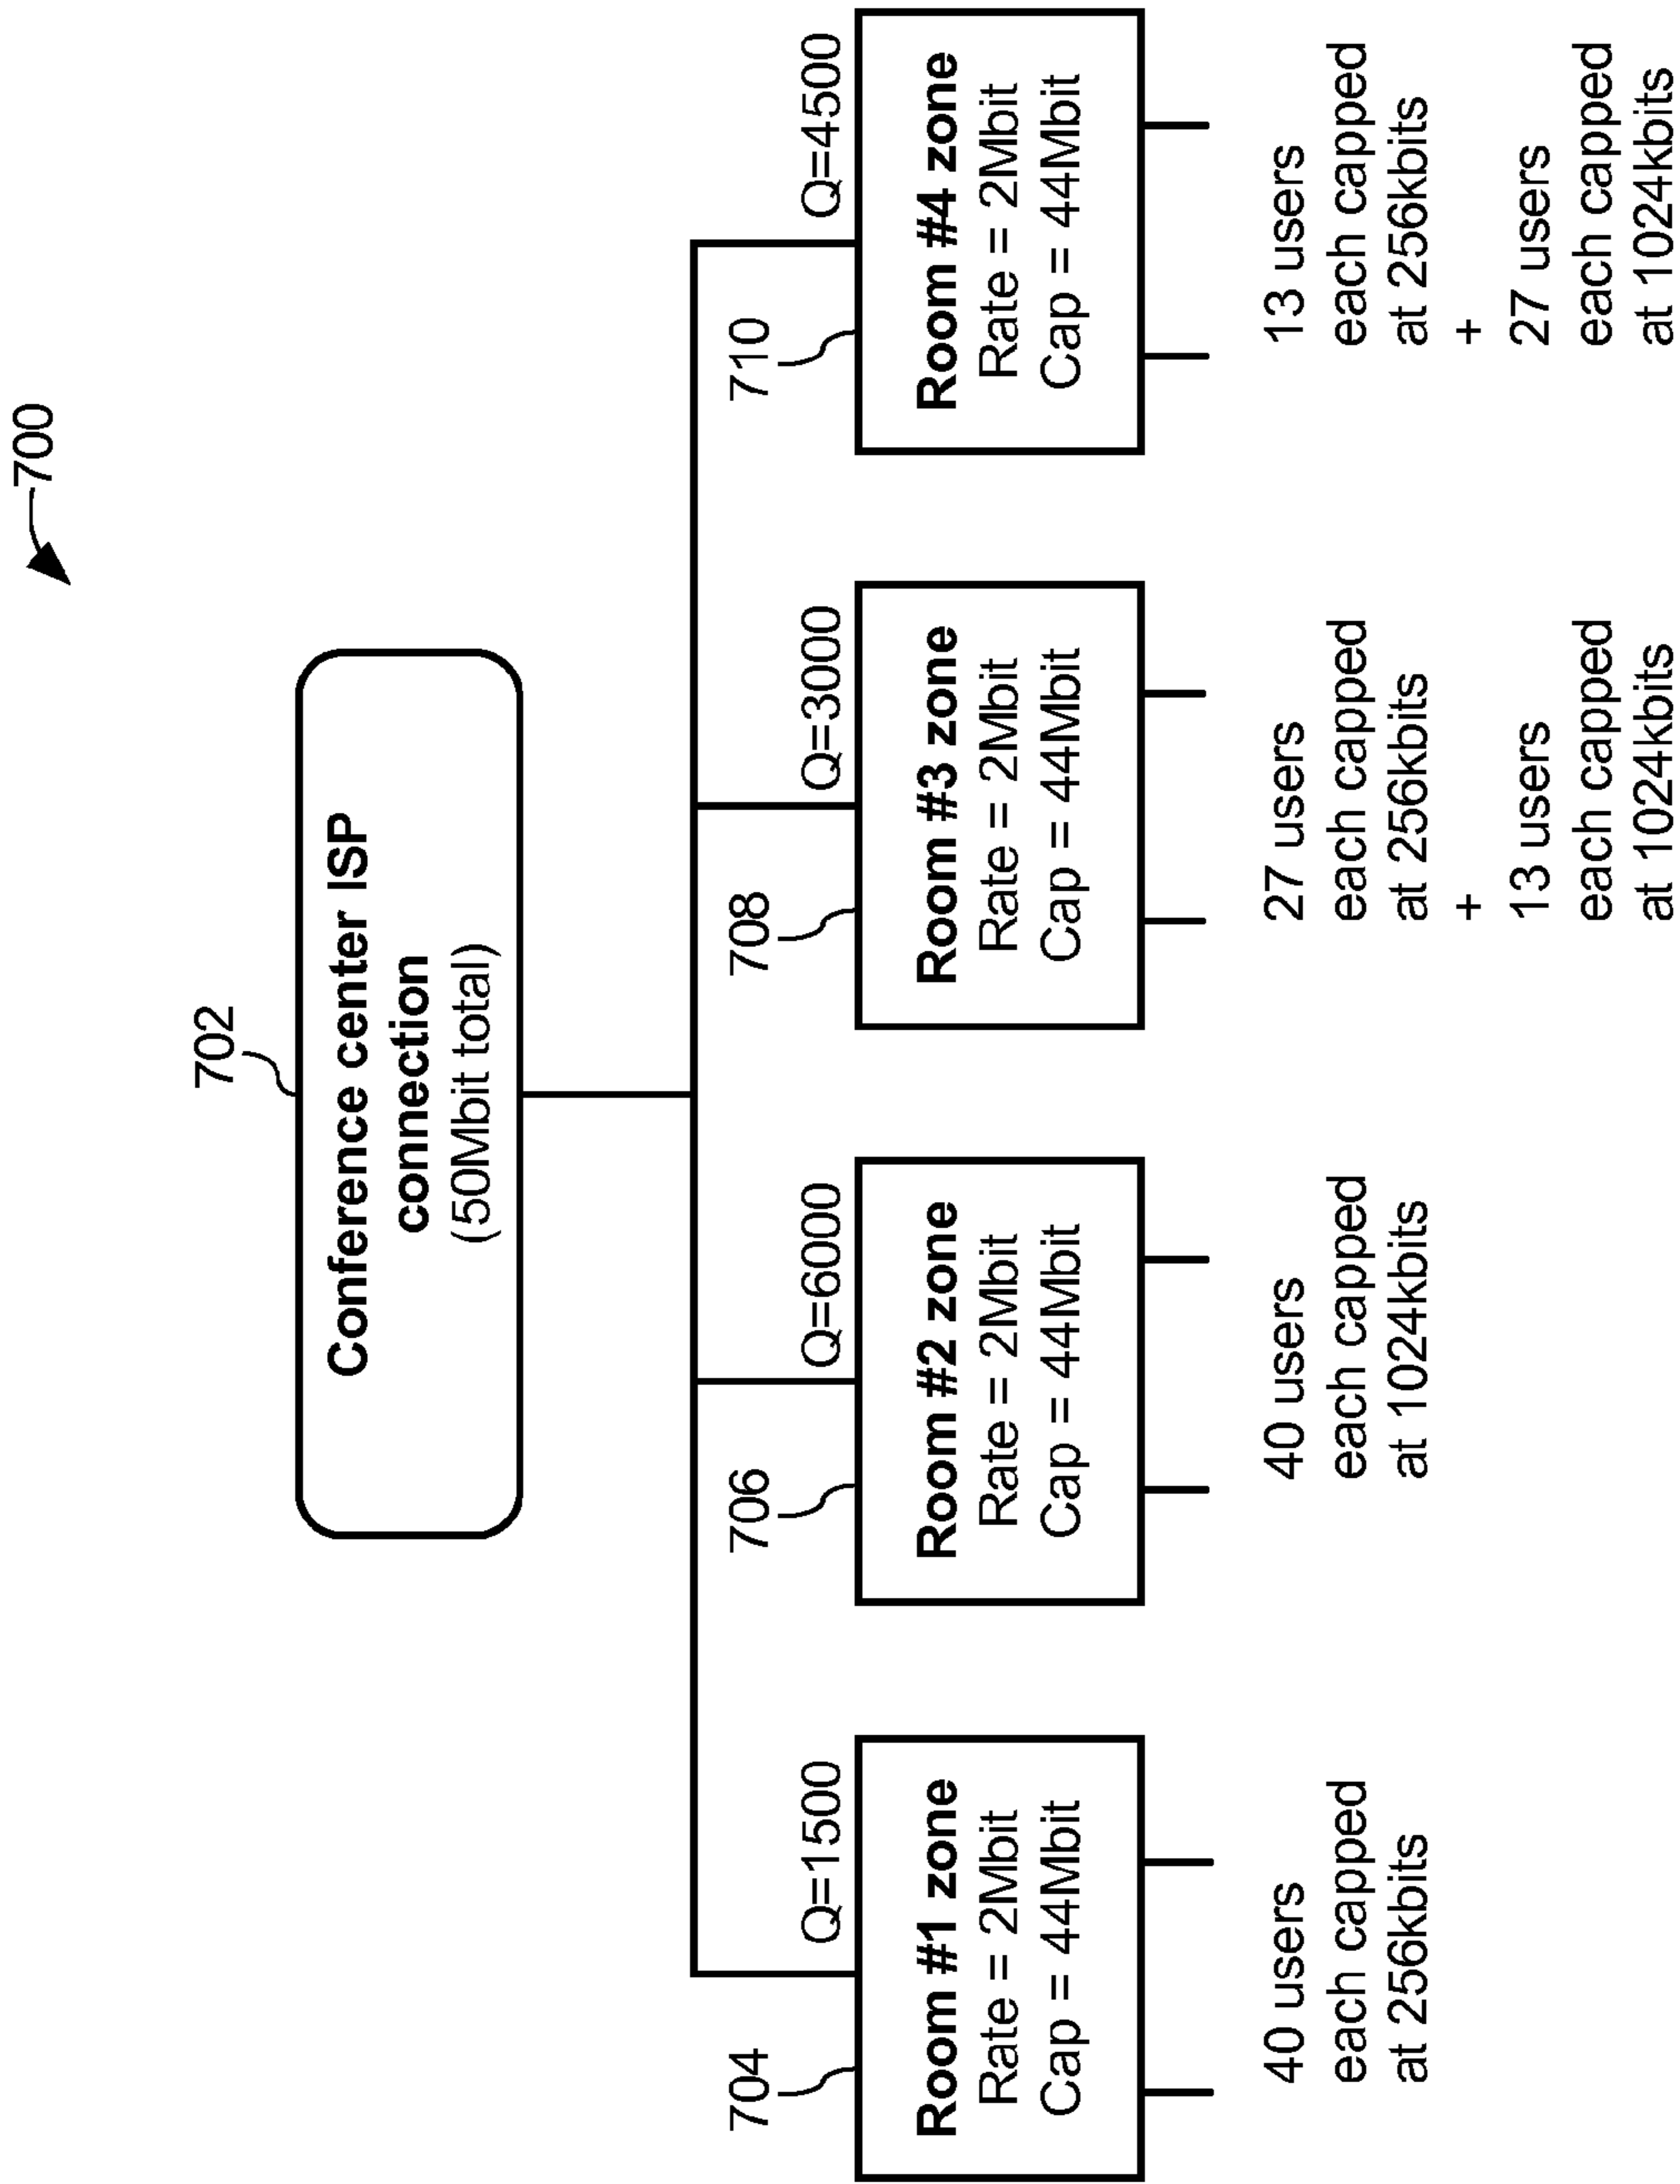 700
702
Conference center ISP
connection
(50Mbit total)
704
Q=1500
Room #1 zone
Rate = 2Mbit
Cap = 44Mbit
40 users
each capped
at 256kbits
706
Q=6000
Room #2 zone
Rate = 2Mbit
Cap = 44Mbit
40 users
each capped
at 1024kbits
708
Q=3000
Room #3 zone
Rate = 2Mbit
Cap = 44Mbit
27 users
each capped
at 256kbits
+
13 users
each capped
at 1024kbits
710
Q=4500
Room #4 zone
Rate = 2Mbit
Cap = 44Mbit
13 users
each capped
at 256kbits
+
27 users
each capped
at 1024kbits